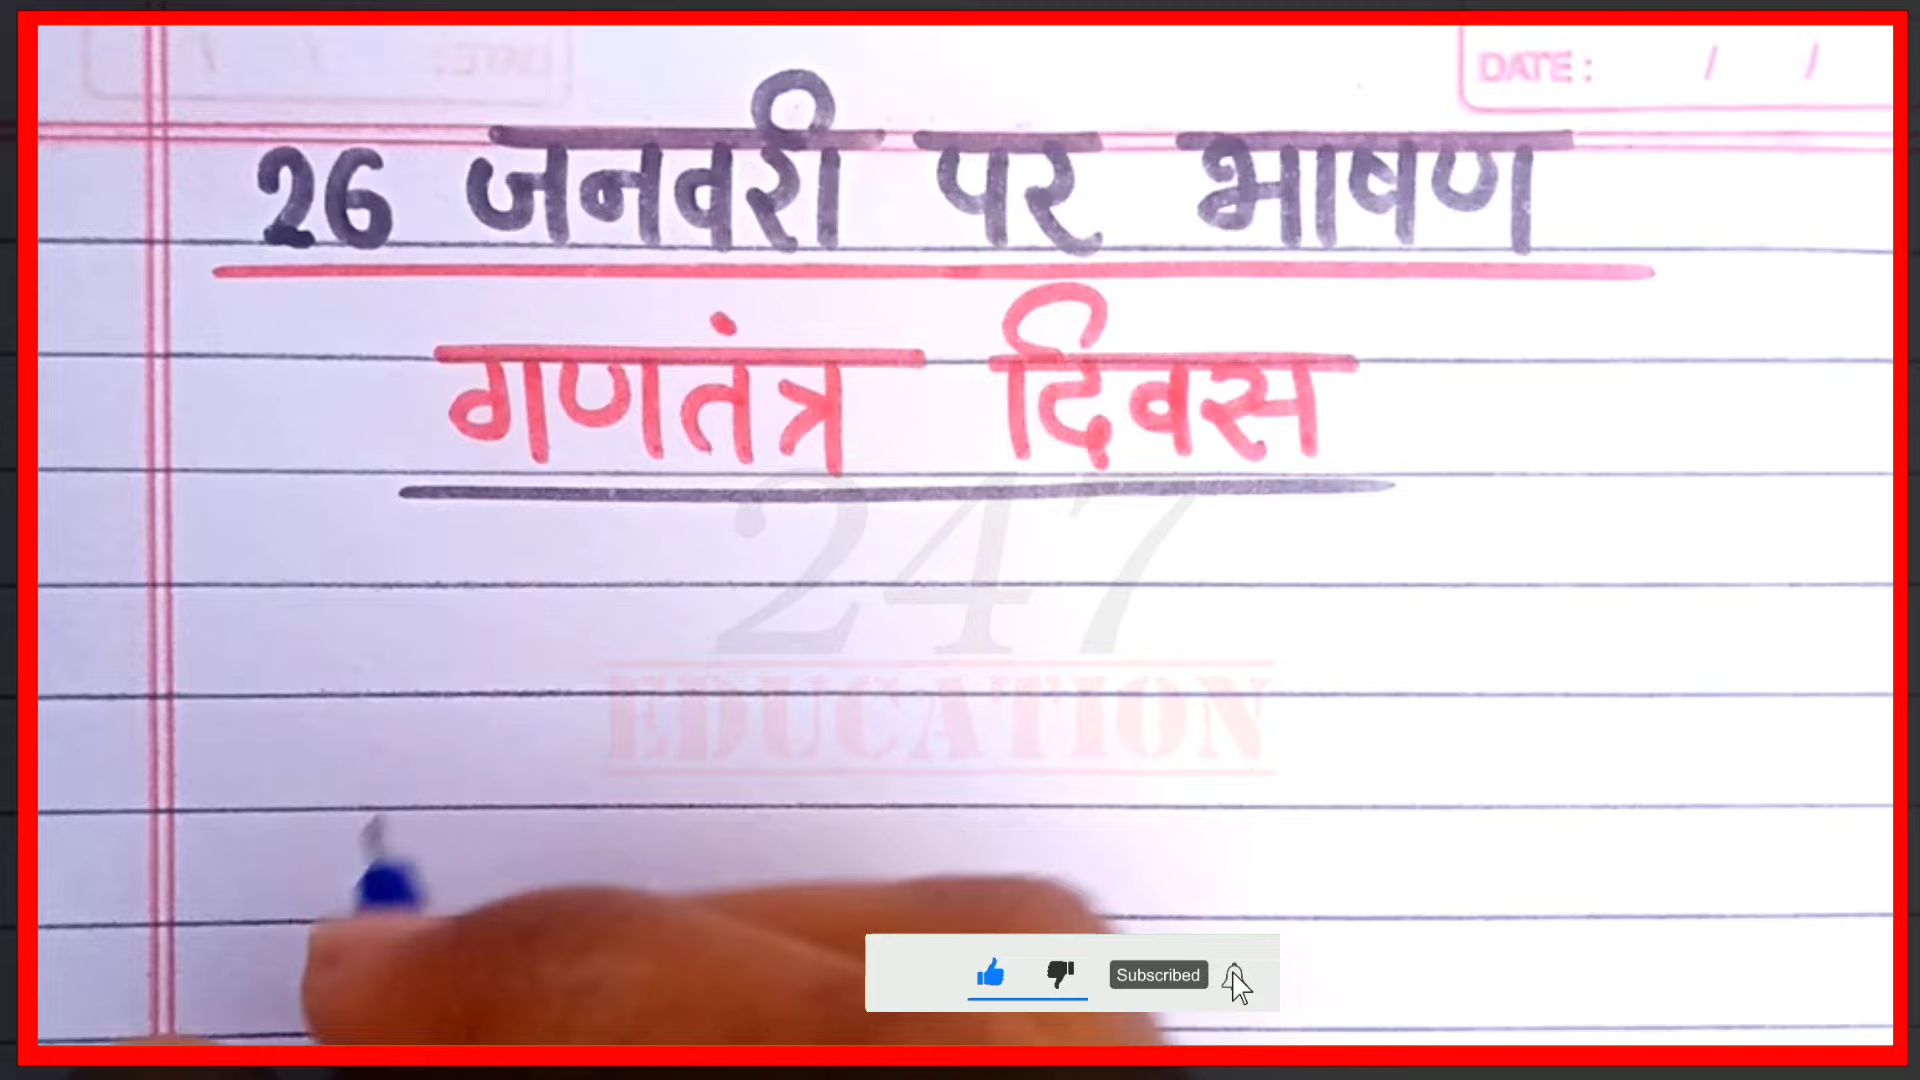 DATE: / /
26 जनवरी पर भाषण
गणतंत्र दिवस
247
EDUCATION
Subscribed